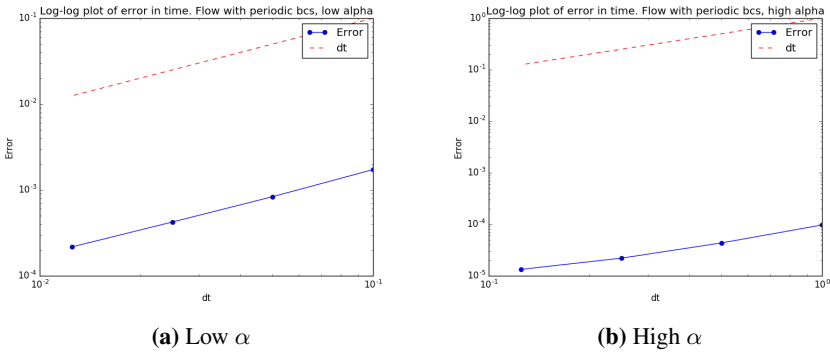 Log-log plot of error in time. Flow with periodic bcs, low alpha
10^-1
10^-2
10^-3
10^-4
Error
Error
dt
10^-2
10^-1
dt
(a) Low α
Log-log plot of error in time. Flow with periodic bcs, high alpha
10^0
10^-1
10^-2
10^-3
10^-4
10^-5
Error
Error
dt
10^-1
10^0
dt
(b) High α